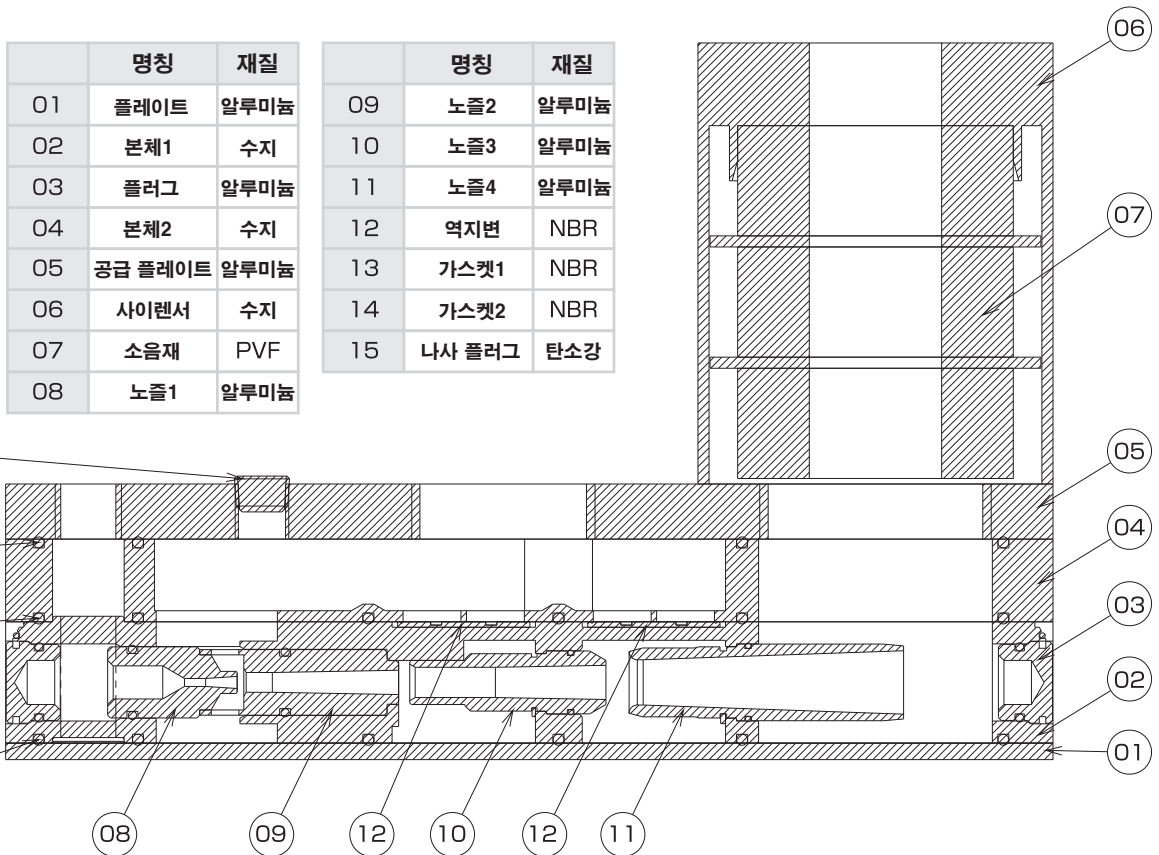 06
명칭 재질
01 플레이트 알루미늄
02 본체1 수지
03 플러그 알루미늄
04 본체2 수지
05 공급 플레이트 알루미늄
06 사이렌서 수지
07 소음재 PVF
08 노즐1 알루미늄
명칭 재질
09 노즐2 알루미늄
10 노즐3 알루미늄
11 노즐4 알루미늄
12 역지변 NBR
13 가스켓1 NBR
14 가스켓2 NBR
15 나사 플러그 탄소강
07
05
04
03
02
01
08 09 12 10 12 11